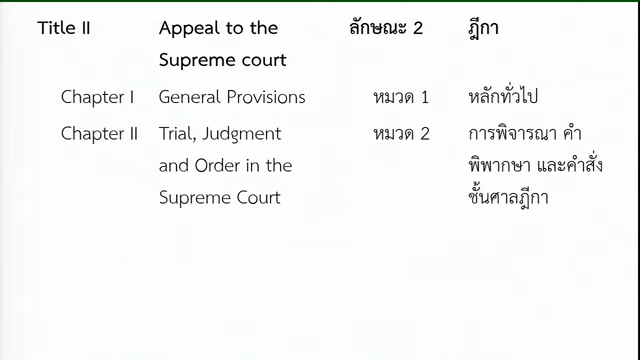 Title II Appeal to the ลักษณะ 2 ฎีกา
Supreme court
Chapter I General Provisions หมวด 1 หลักทั่วไป
Chapter II Trial, Judgment หมวด 2 การพิจารณา คำ
and Order in the พิพากษา และคำสั่ง
Supreme Court ชั้นศาลฎีกา